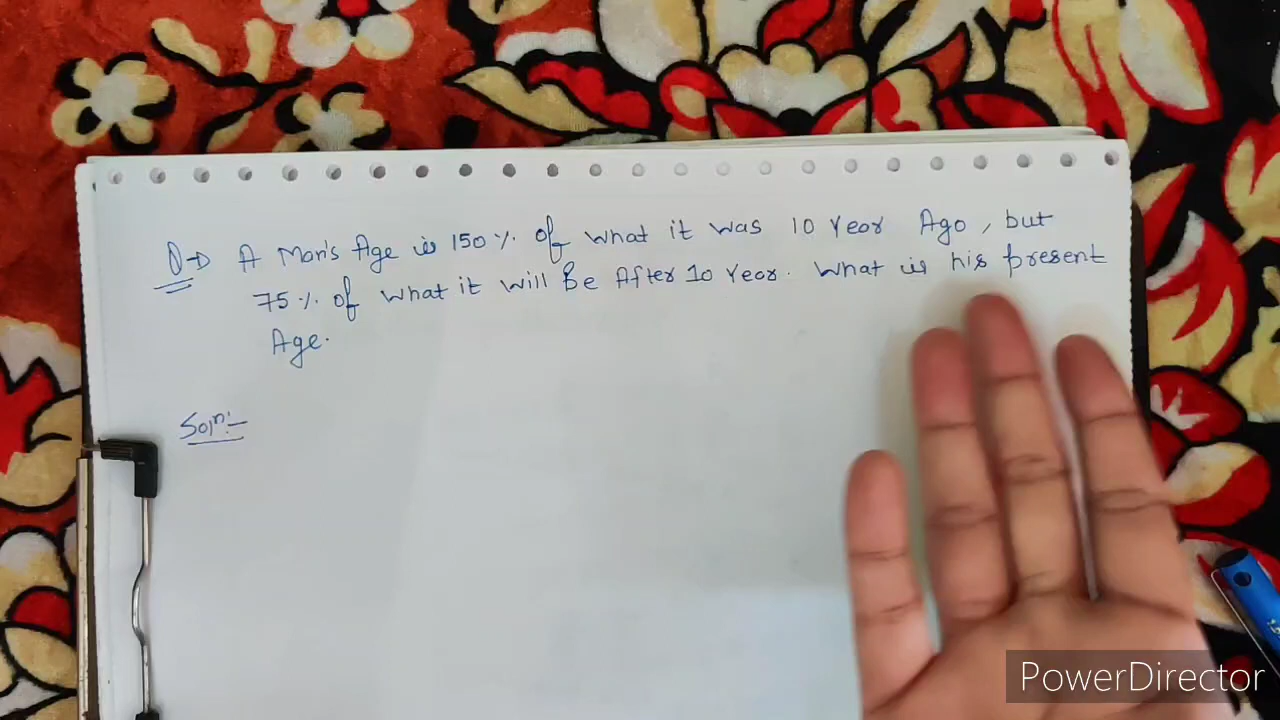 Q→ A Man's Age is 150% of what it was 10 Year Ago, but
75% of what it will Be After 10 Year. What is his present
Age.
Soln:-
PowerDirector